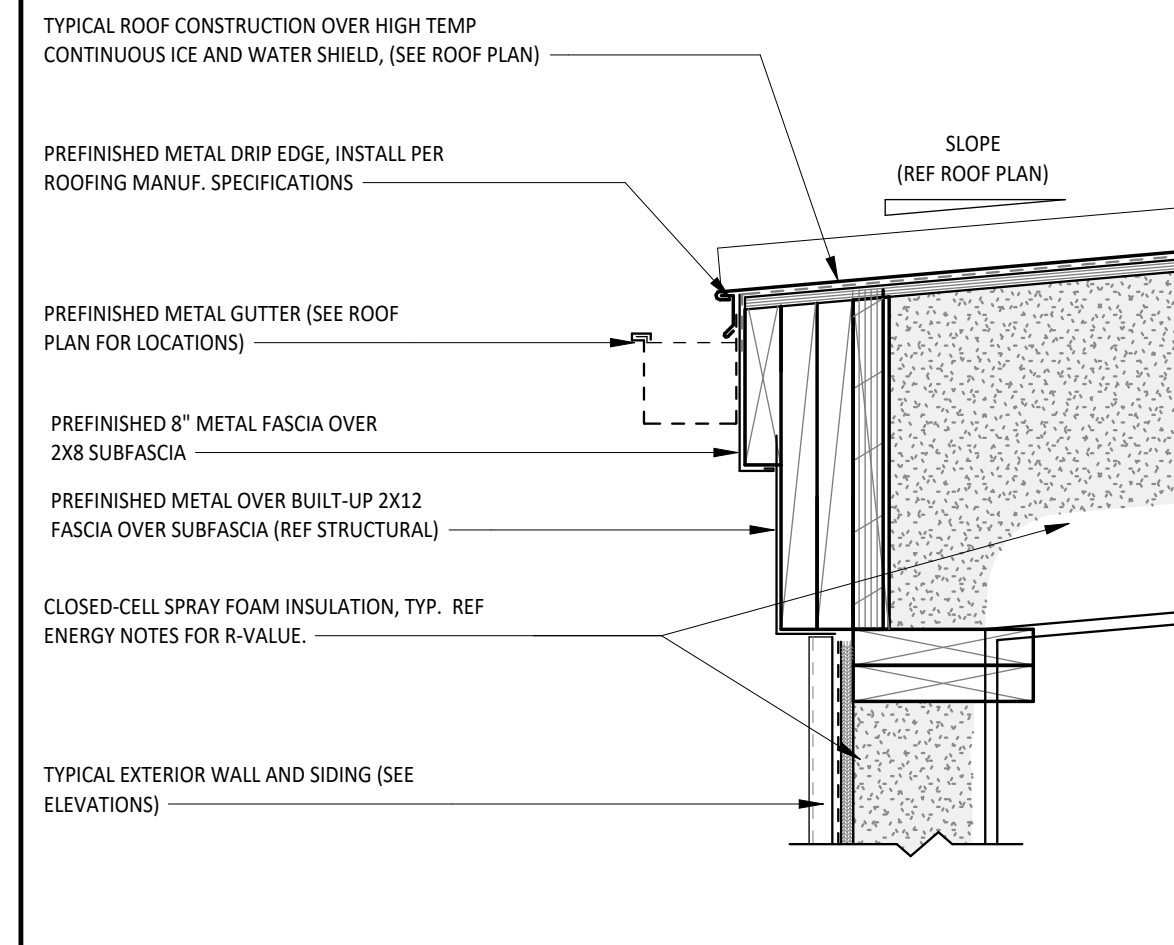 TYPICAL ROOF CONSTRUCTION OVER HIGH TEMP
CONTINUOUS ICE AND WATER SHIELD, (SEE ROOF PLAN)
SLOPE
(REF ROOF PLAN)
PREFINISHED METAL DRIP EDGE, INSTALL PER
ROOFING MANUF. SPECIFICATIONS
PREFINISHED METAL GUTTER (SEE ROOF
PLAN FOR LOCATIONS)
PREFINISHED 8" METAL FASCIA OVER
2X8 SUBFASCIA
PREFINISHED METAL OVER BUILT-UP 2X12
FASCIA OVER SUBFASCIA (REF STRUCTURAL)
CLOSED-CELL SPRAY FOAM INSULATION, TYP.  REF
ENERGY NOTES FOR R-VALUE.
TYPICAL EXTERIOR WALL AND SIDING (SEE
ELEVATIONS)